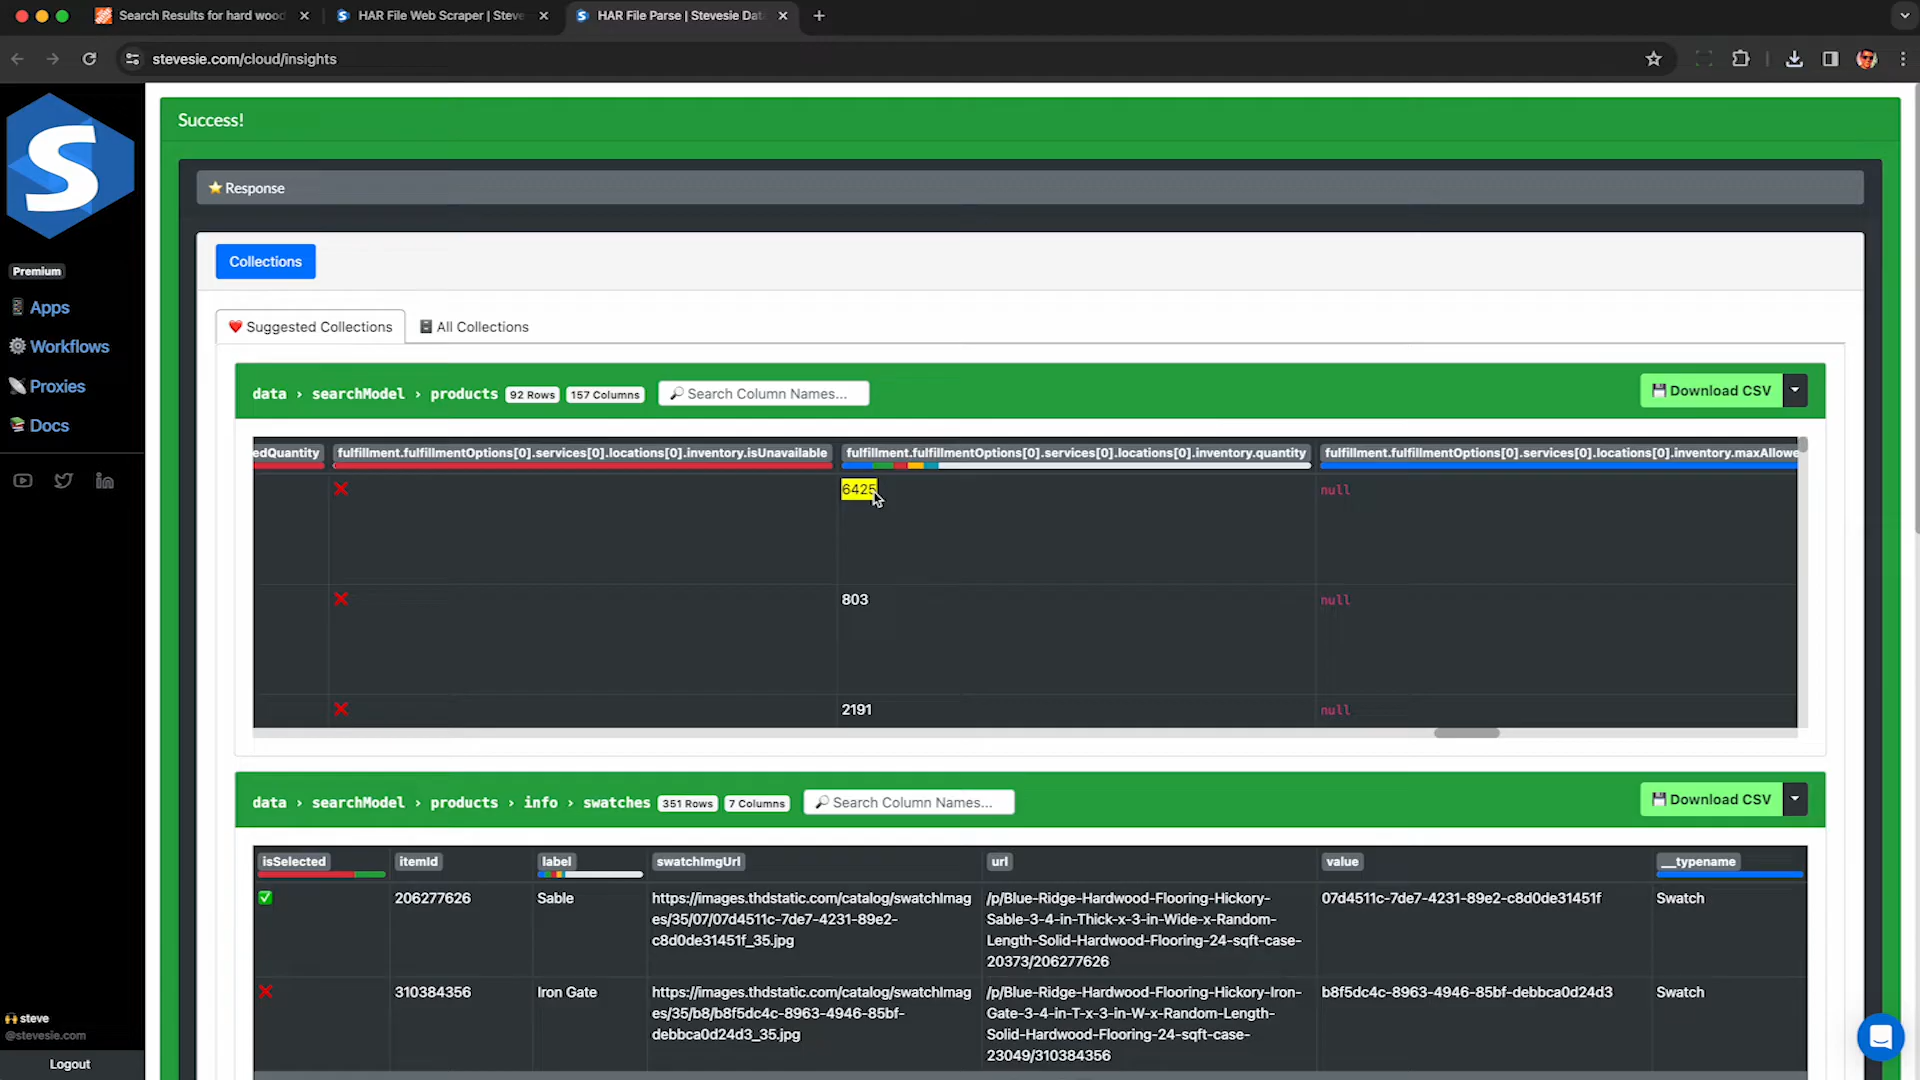 Search Results for hard wood
HAR File Web Scraper | Steve
HAR File Parse | Stevesie Dat
stevesie.com/cloud/insights
S
Premium
Apps
Workflows
Proxies
Docs
steve
@stevesie.com
Logout
Success!
Response
Collections
Suggested Collections
All Collections
data › searchModel › products 92 Rows 157 Columns Search Column Names... Download CSV
edQuantity fulfillment.fulfillmentOptions[0].services[0].locations[0].inventory.isUnavailable fulfillment.fulfillmentOptions[0].services[0].locations[0].inventory.quantity fulfillment.fulfillmentOptions[0].services[0].locations[0].inventory.maxAllowe
6425 null
803 null
2191 null
data › searchModel › products › info › swatches 351 Rows 7 Columns Search Column Names... Download CSV
isSelected itemId label swatchImgUrl url value __typename
206277626 Sable https://images.thdstatic.com/catalog/swatchImag /p/Blue-Ridge-Hardwood-Flooring-Hickory- 07d4511c-7de7-4231-89e2-c8d0de31451f Swatch
es/35/07/07d4511c-7de7-4231-89e2- Sable-3-4-in-Thick-x-3-in-Wide-x-Random-
c8d0de31451f_35.jpg Length-Solid-Hardwood-Flooring-24-sqft-case-
20373/206277626
310384356 Iron Gate https://images.thdstatic.com/catalog/swatchImag /p/Blue-Ridge-Hardwood-Flooring-Hickory-Iron- b8f5dc4c-8963-4946-85bf-debbca0d24d3 Swatch
es/35/b8/b8f5dc4c-8963-4946-85bf- Gate-3-4-in-T-x-3-in-W-x-Random-Length-
debbca0d24d3_35.jpg Solid-Hardwood-Flooring-24-sqft-case-
23049/310384356